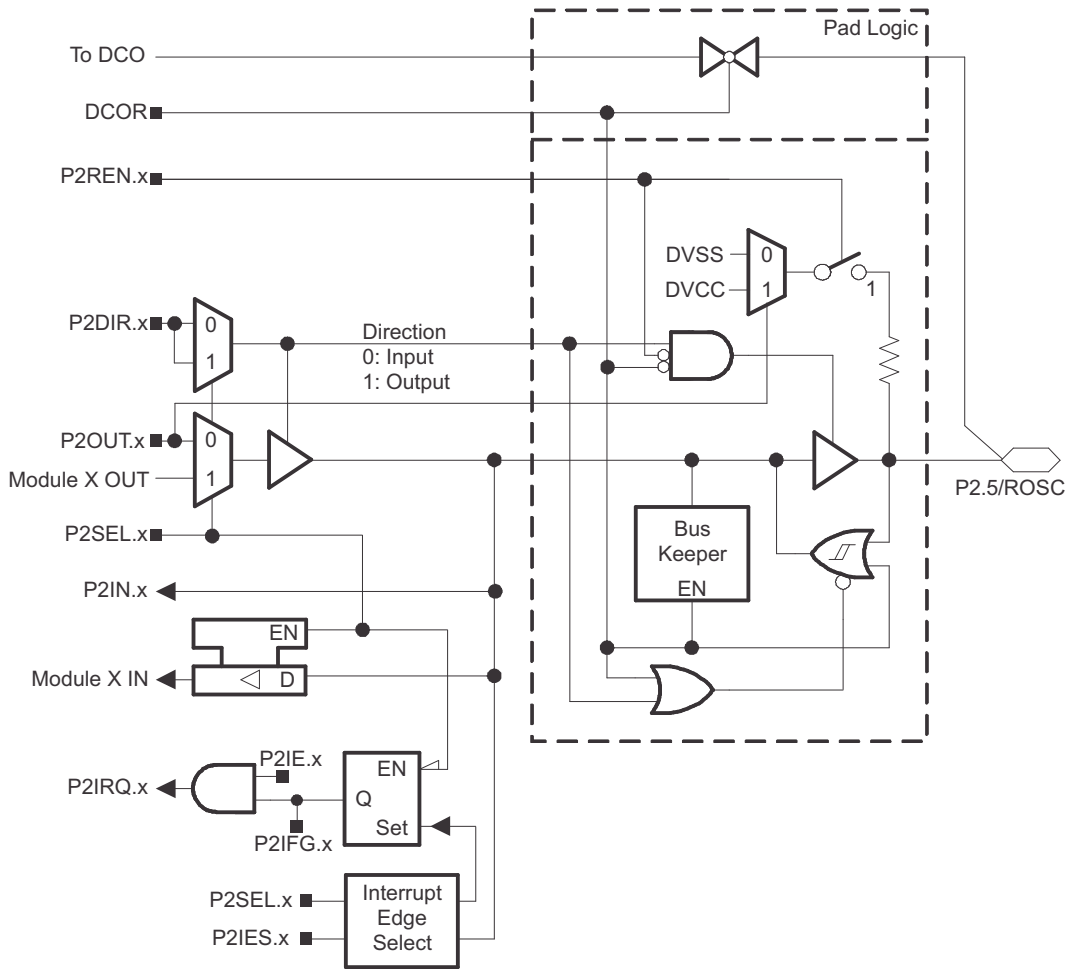 Pad Logic
To DCO
DCOR
P2REN.x
DVSS
0
DVCC
1
1
P2DIR.x
0
1
Direction
0: Input
1: Output
P2OUT.x
0
Module X OUT
1
P2.5/ROSC
P2SEL.x
Bus
Keeper
EN
P2IN.x
EN
Module X IN
D
P2IE.x
EN
P2IRQ.x
Q
Set
P2IFG.x
P2SEL.x
Interrupt
Edge
Select
P2IES.x